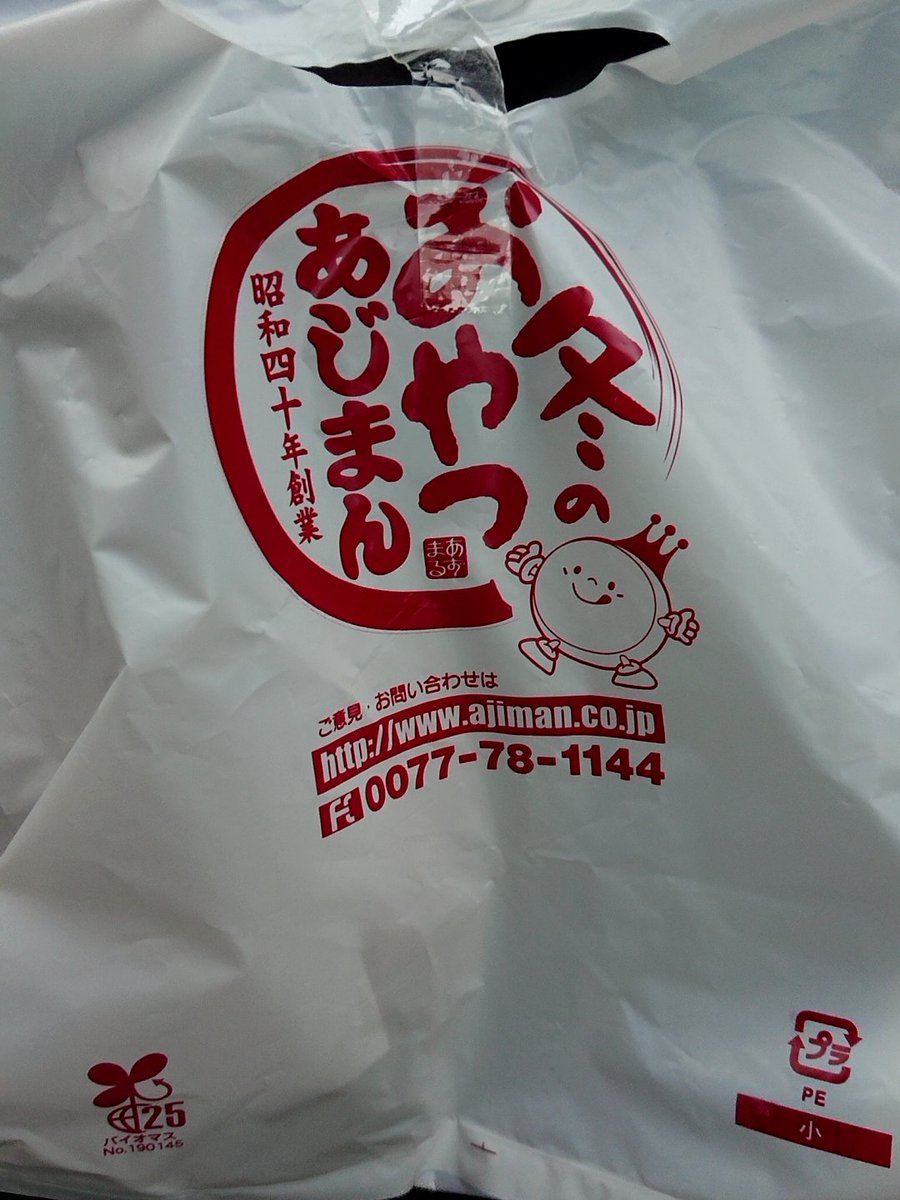 冬の
おやつ
あじまん
昭和四十年創業
あおまる
ご意見・お問い合わせは
http://www.ajiman.co.jp
0077-78-1144
25
バイオマス
No.190145
プラ
PE
小